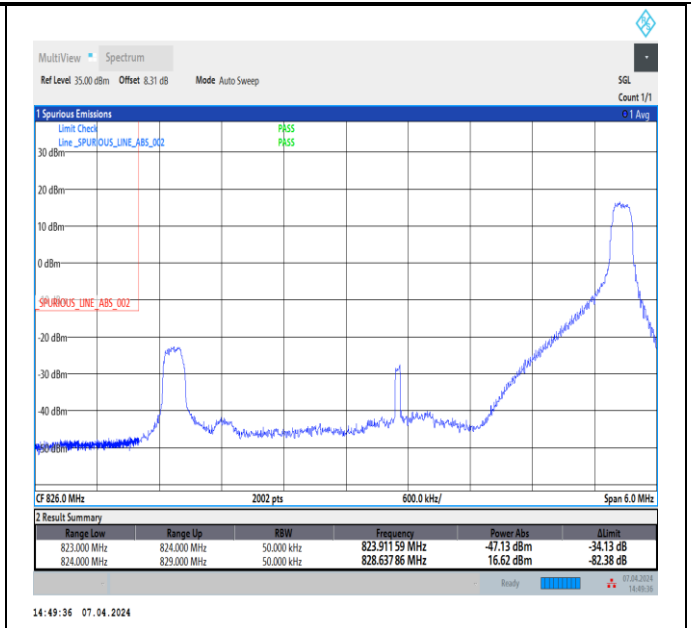 MultiView Spectrum
Ref Level 35.00 dBm Offset 8.31 dB Mode Auto Sweep SGL
Count 1/1
1 Spurious Emissions 1 Avg
Limit Check PASS
Line _SPURIOUS_LINE_ABS_002 PASS
30 dBm
20 dBm
10 dBm
0 dBm
_SPURIOUS_LINE_ABS_002
-20 dBm
-30 dBm
-40 dBm
CF 826.0 MHz 2002 pts 600.0 kHz/ Span 6.0 MHz
2 Result Summary
Range Low Range Up RBW Frequency Power Abs ΔLimit
823.000 MHz 824.000 MHz 50.000 kHz 823.911 59 MHz -47.13 dBm -34.13 dB
824.000 MHz 829.000 MHz 50.000 kHz 828.637 86 MHz 16.62 dBm -82.38 dB
Ready 07.04.2024
14:49:36
14:49:36 07.04.2024